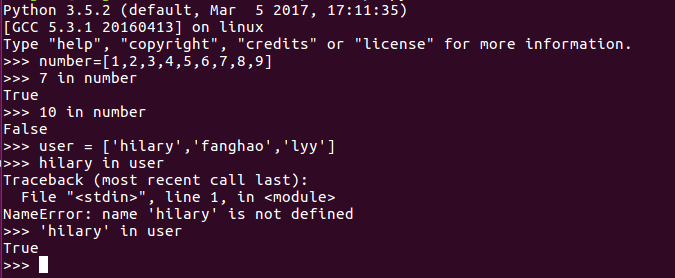 Python 3.5.2 (default, Mar  5 2017, 17:11:35)
[GCC 5.3.1 20160413] on linux
Type "help", "copyright", "credits" or "license" for more information.
>>> number=[1,2,3,4,5,6,7,8,9]
>>> 7 in number
True
>>> 10 in number
False
>>> user = ['hilary','fanghao','lyy']
>>> hilary in user
Traceback (most recent call last):
  File "<stdin>", line 1, in <module>
NameError: name 'hilary' is not defined
>>> 'hilary' in user
True
>>>